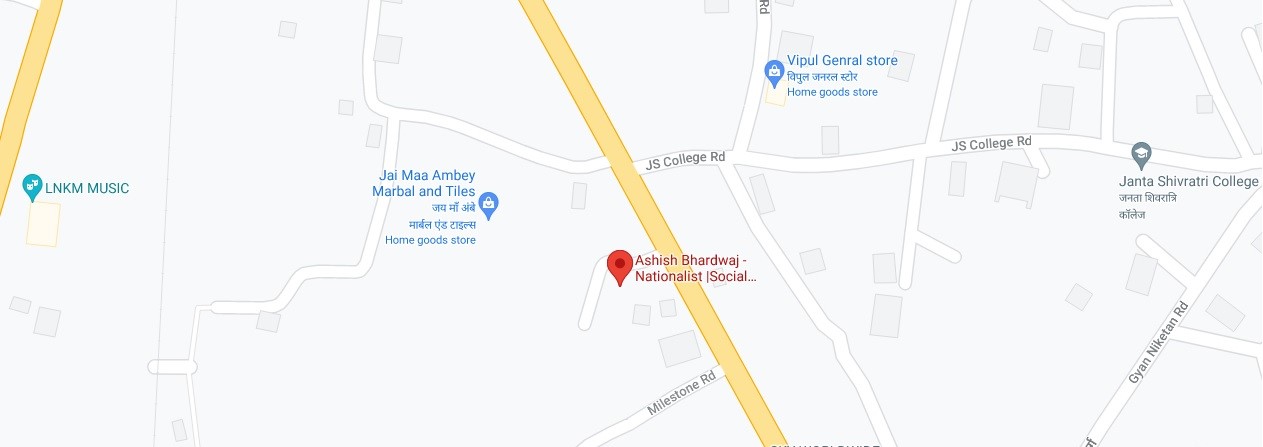 Rd
Vipul Genral store
विपुल जनरल स्टोर
Home goods store
JS College Rd
JS College Rd
Janta Shivratri College
जनता शिवरात्रि
कॉलेज
LNKM MUSIC
Jai Maa Ambey
Marbal and Tiles
जय माँ अंबे
मार्बल एंड टाइल्स
Home goods store
Ashish Bhardwaj -
Nationalist |Social...
Gyan Niketan Rd
Milestone Rd